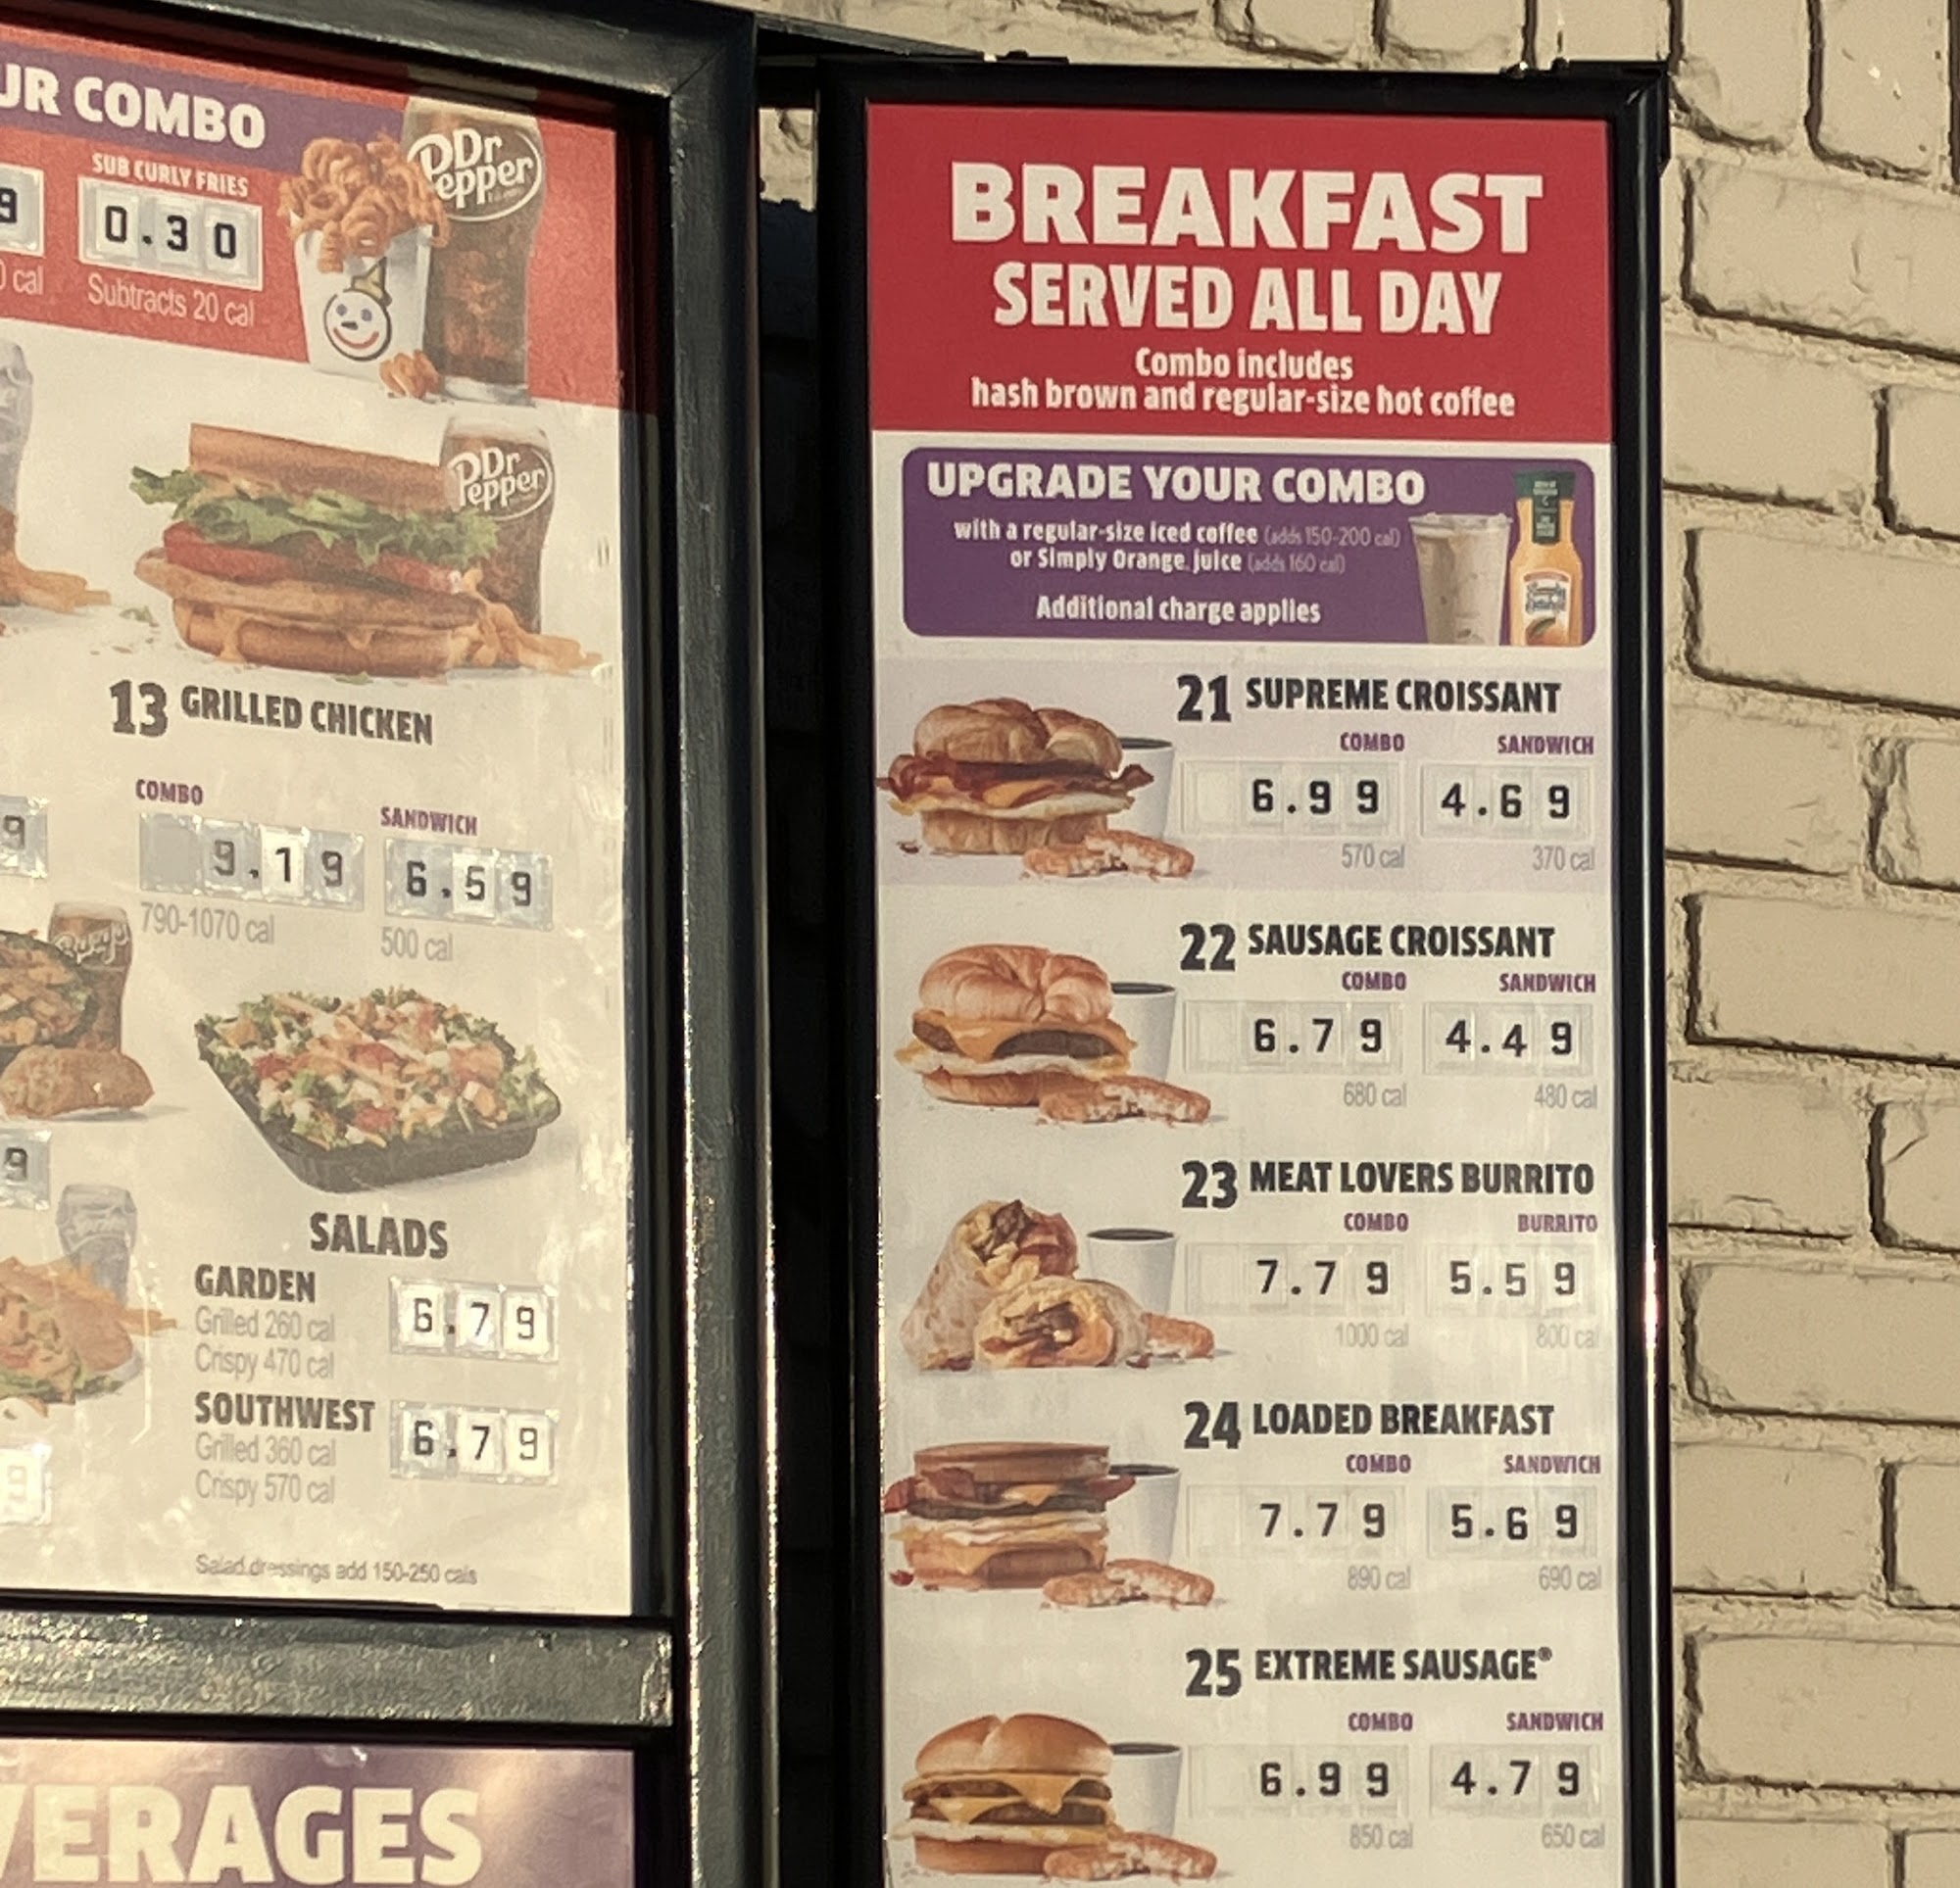 UR COMBO
SUB CURLY FRIES
9
0.30
cal
Subtracts 20 cal
Dr Pepper
Dr Pepper
13 GRILLED CHICKEN
COMBO
SANDWICH
9
9.19
6.59
790-1070 cal
500 cal
9
SALADS
GARDEN
Grilled 260 cal
Crispy 470 cal
6.79
SOUTHWEST
Grilled 360 cal
Crispy 570 cal
6.79
9
Salad dressings add 150-250 cals
VERAGES
BREAKFAST
SERVED ALL DAY
Combo includes
hash brown and regular-size hot coffee
UPGRADE YOUR COMBO
with a regular-size iced coffee (adds 150-200 cal)
or Simply Orange juice (adds 160 cal)
Additional charge applies
Simply Orange
21 SUPREME CROISSANT
COMBO SANDWICH
6.99 4.69
570 cal 370 cal
22 SAUSAGE CROISSANT
COMBO SANDWICH
6.79 4.49
680 cal 480 cal
23 MEAT LOVERS BURRITO
COMBO BURRITO
7.79 5.59
1000 cal 800 cal
24 LOADED BREAKFAST
COMBO SANDWICH
7.79 5.69
890 cal 690 cal
25 EXTREME SAUSAGE®
COMBO SANDWICH
6.99 4.79
850 cal 650 cal